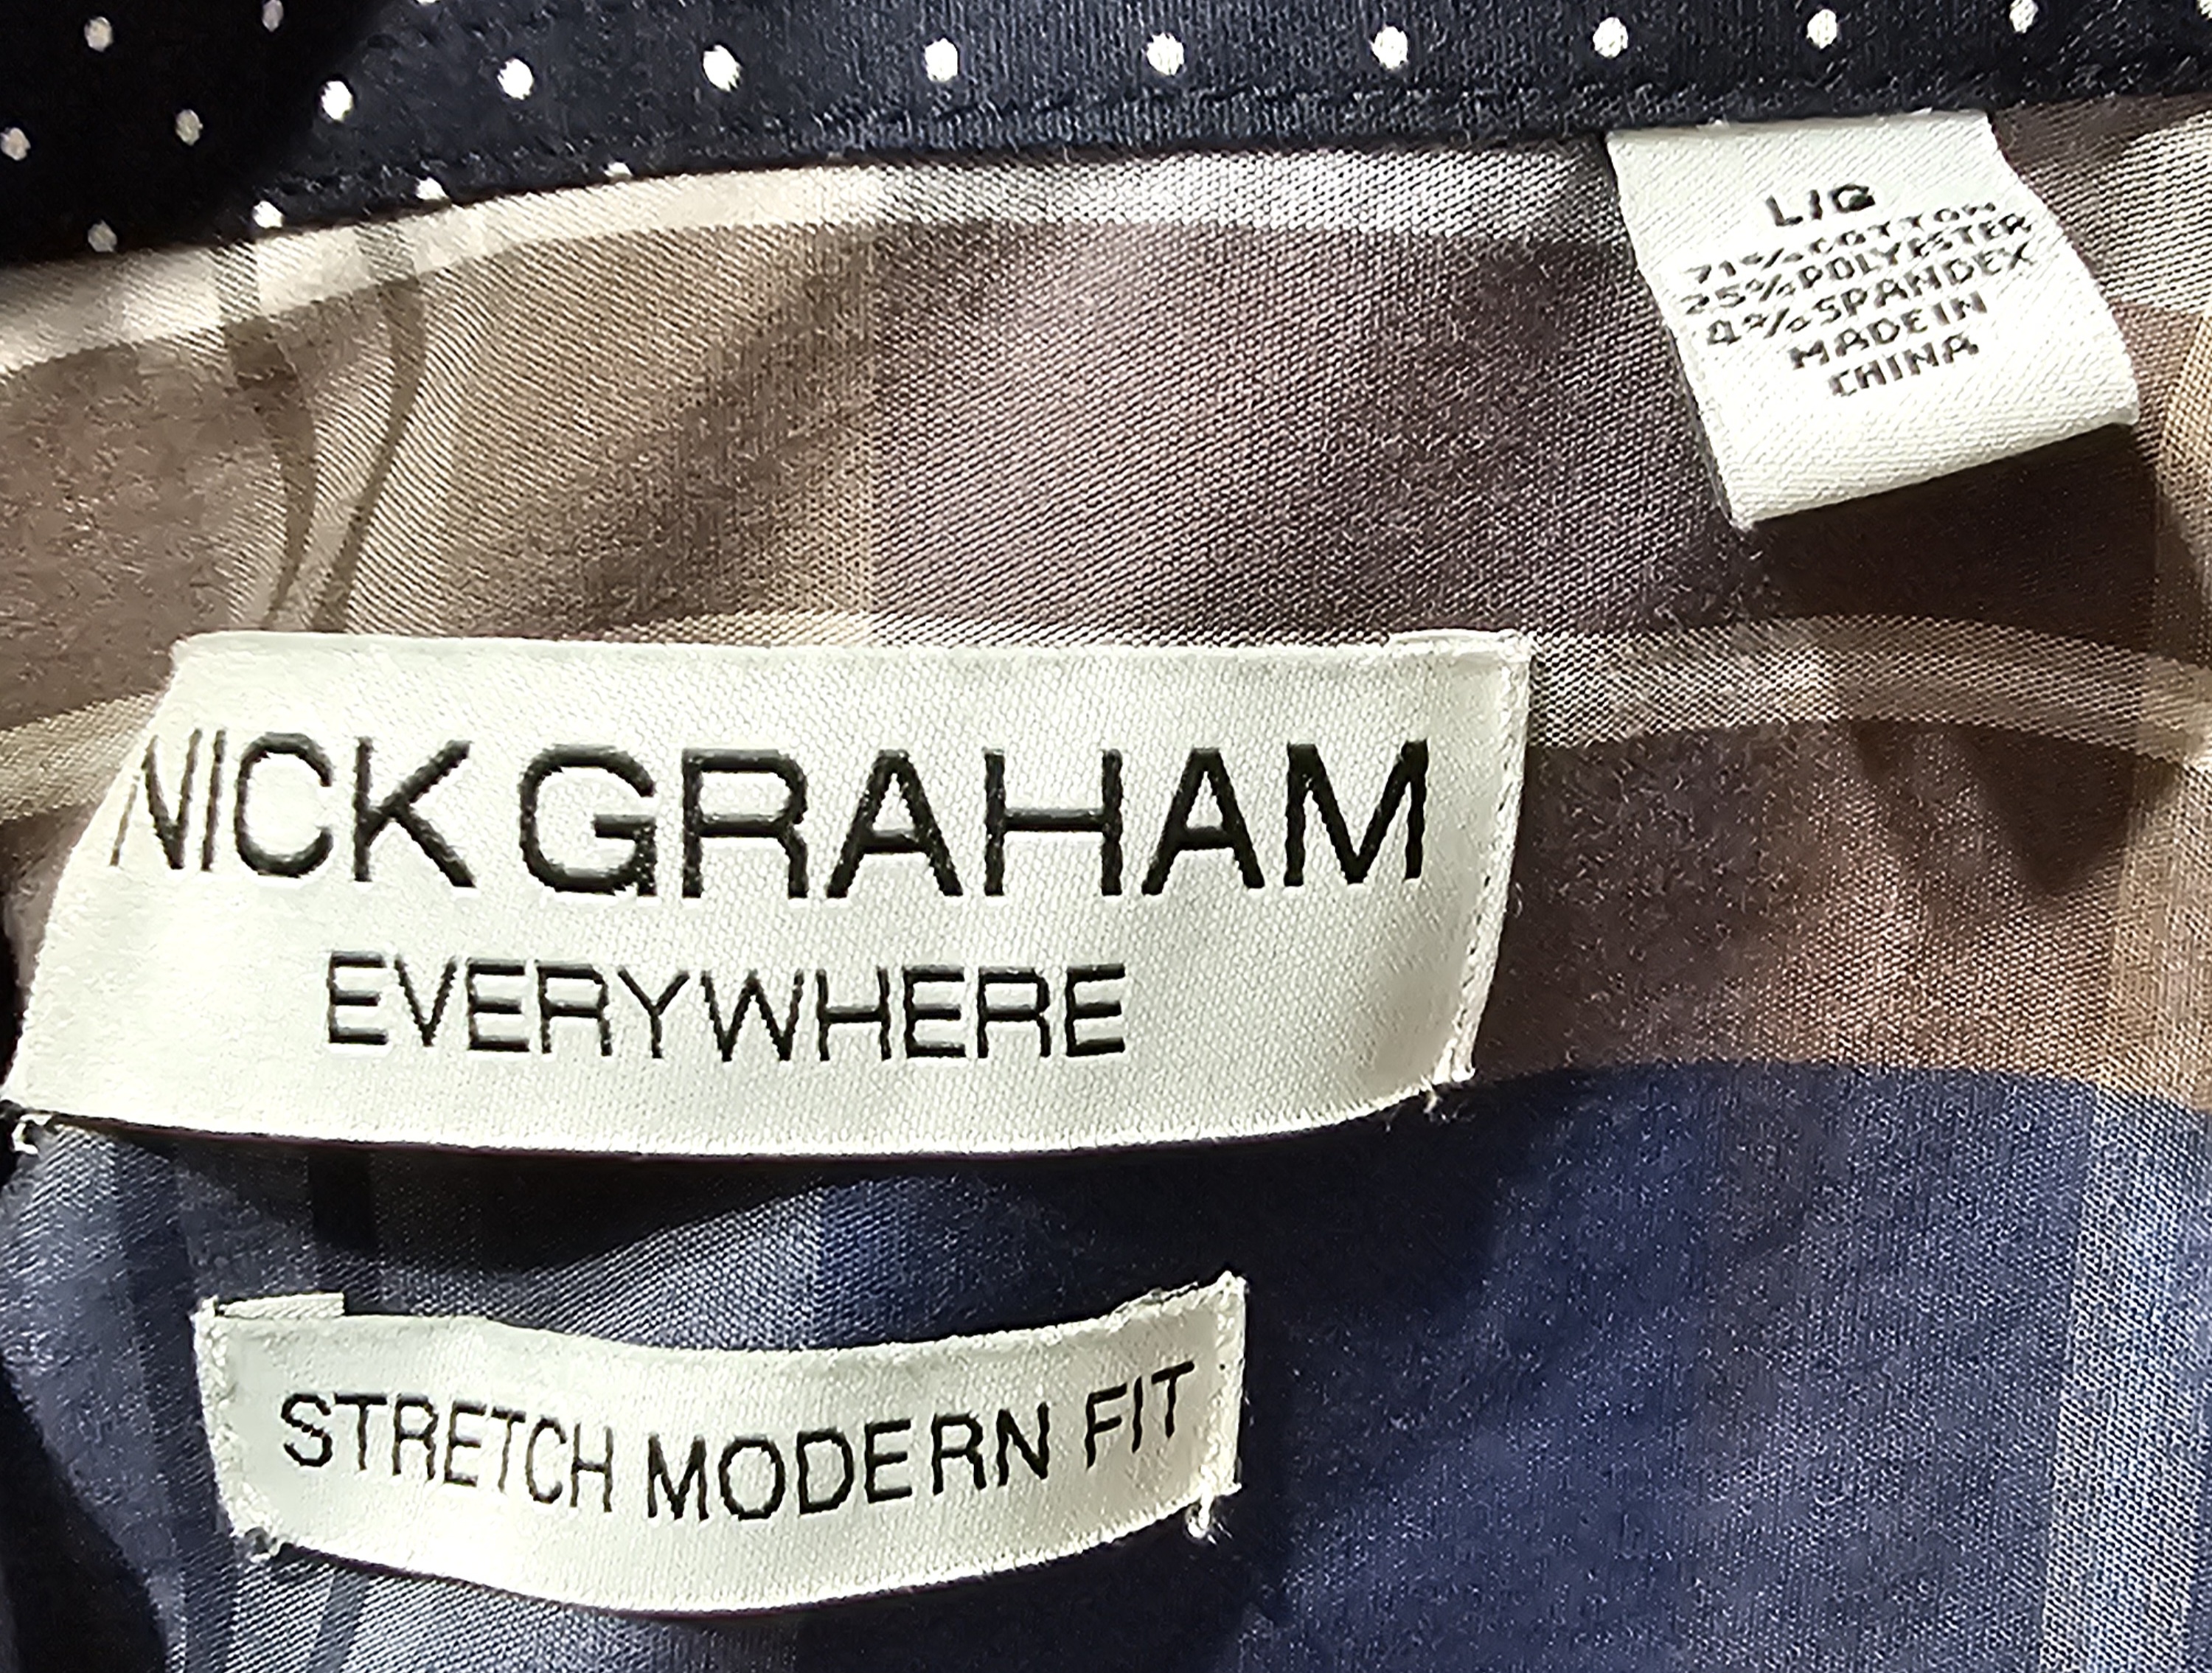 L/G
71%COTTON
25%POLYESTER
4%SPANDEX
MADE IN
CHINA
NICK GRAHAM
EVERYWHERE
STRETCH MODERN FIT